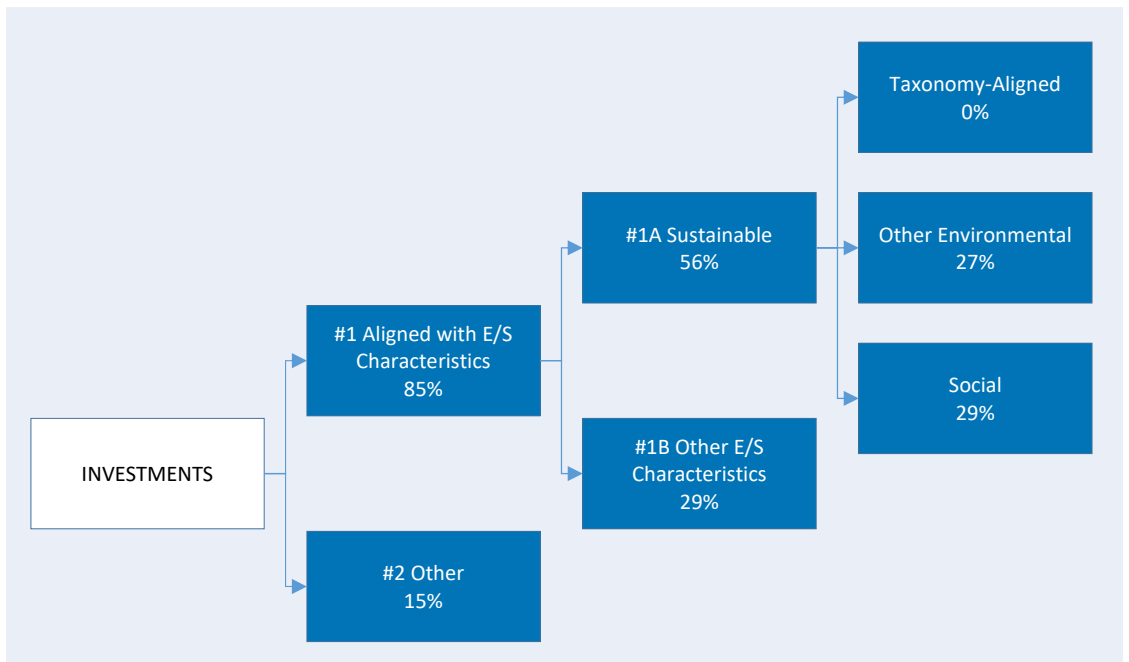 INVESTMENTS
#1 Aligned with E/S
Characteristics
85%
#2 Other
15%
#1A Sustainable
56%
#1B Other E/S
Characteristics
29%
Taxonomy-Aligned
0%
Other Environmental
27%
Social
29%